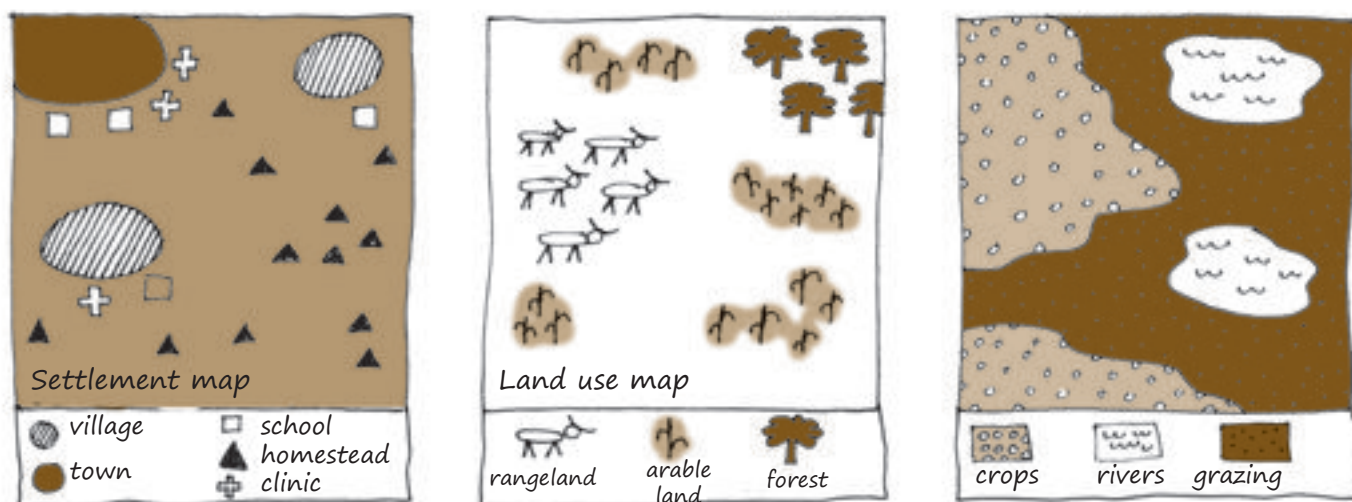 Settlement map
village
town
school
homestead
clinic
Land use map
rangeland
arable
land
forest
crops
rivers
grazing